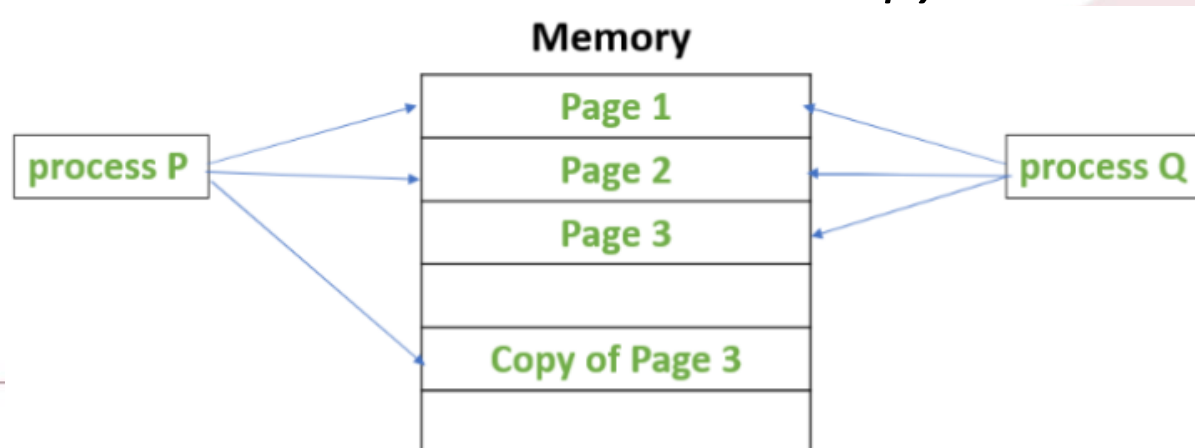 Memory
Page 1
process P
Page 2
process Q
Page 3
Copy of Page 3